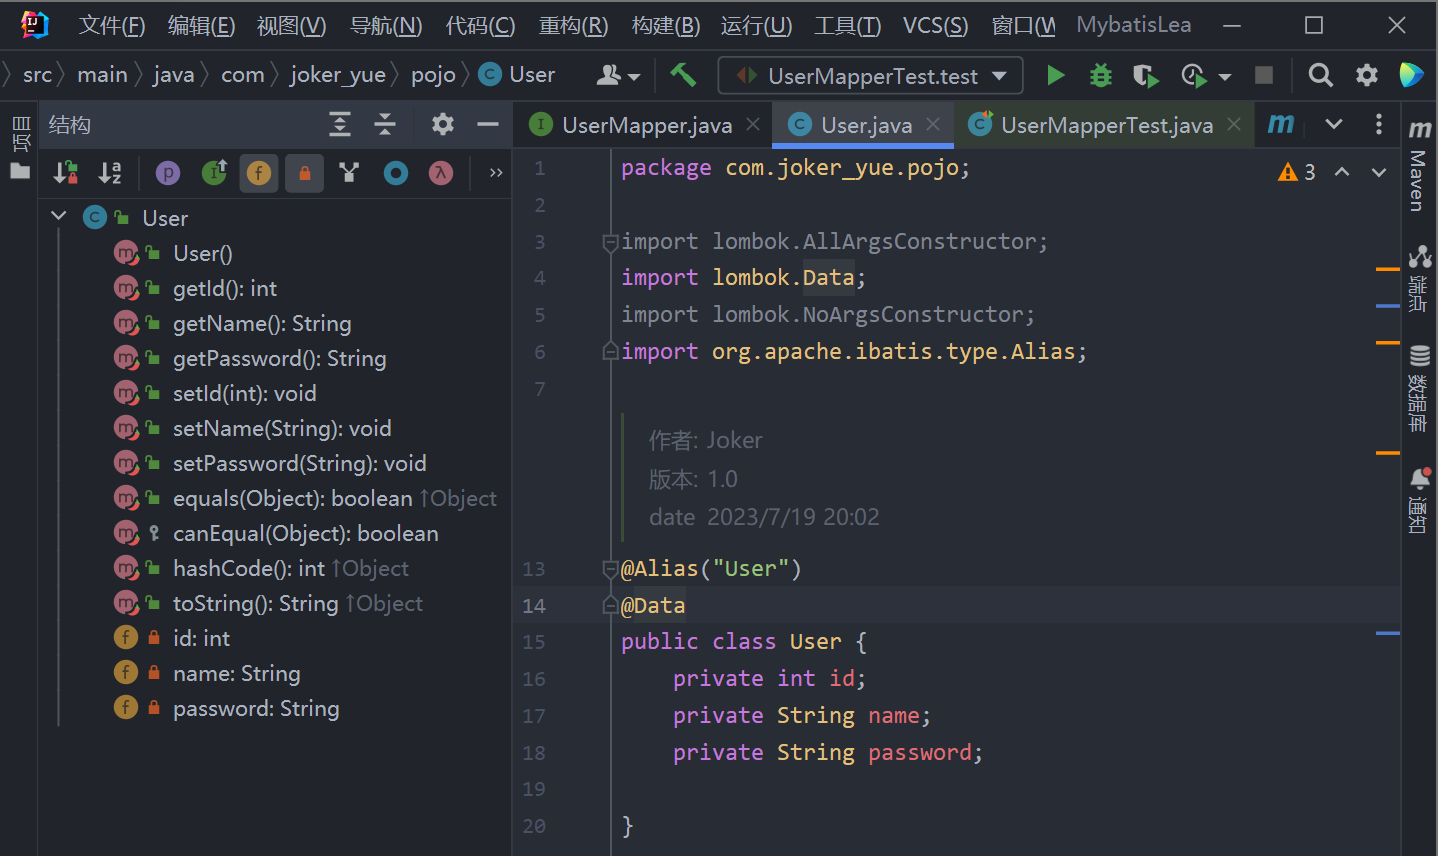 文件(F) 编辑(E) 视图(V) 导航(N) 代码(C) 重构(R) 构建(B) 运行(U) 工具(T) VCS(S) 窗口(W MybatisLea
src main java com joker_yue pojo User UserMapperTest.test
项目
结构
User
User()
getId(): int
getName(): String
getPassword(): String
setId(int): void
setName(String): void
setPassword(String): void
equals(Object): boolean ↑Object
canEqual(Object): boolean
hashCode(): int ↑Object
toString(): String ↑Object
id: int
name: String
password: String
UserMapper.java User.java UserMapperTest.java
3
1 package com.joker_yue.pojo;
2
3 import lombok.AllArgsConstructor;
4 import lombok.Data;
5 import lombok.NoArgsConstructor;
6 import org.apache.ibatis.type.Alias;
7
作者: Joker
版本: 1.0
date 2023/7/19 20:02
13 @Alias("User")
14 @Data
15 public class User {
16 private int id;
17 private String name;
18 private String password;
19
20 }
Maven
端点
数据库
通知